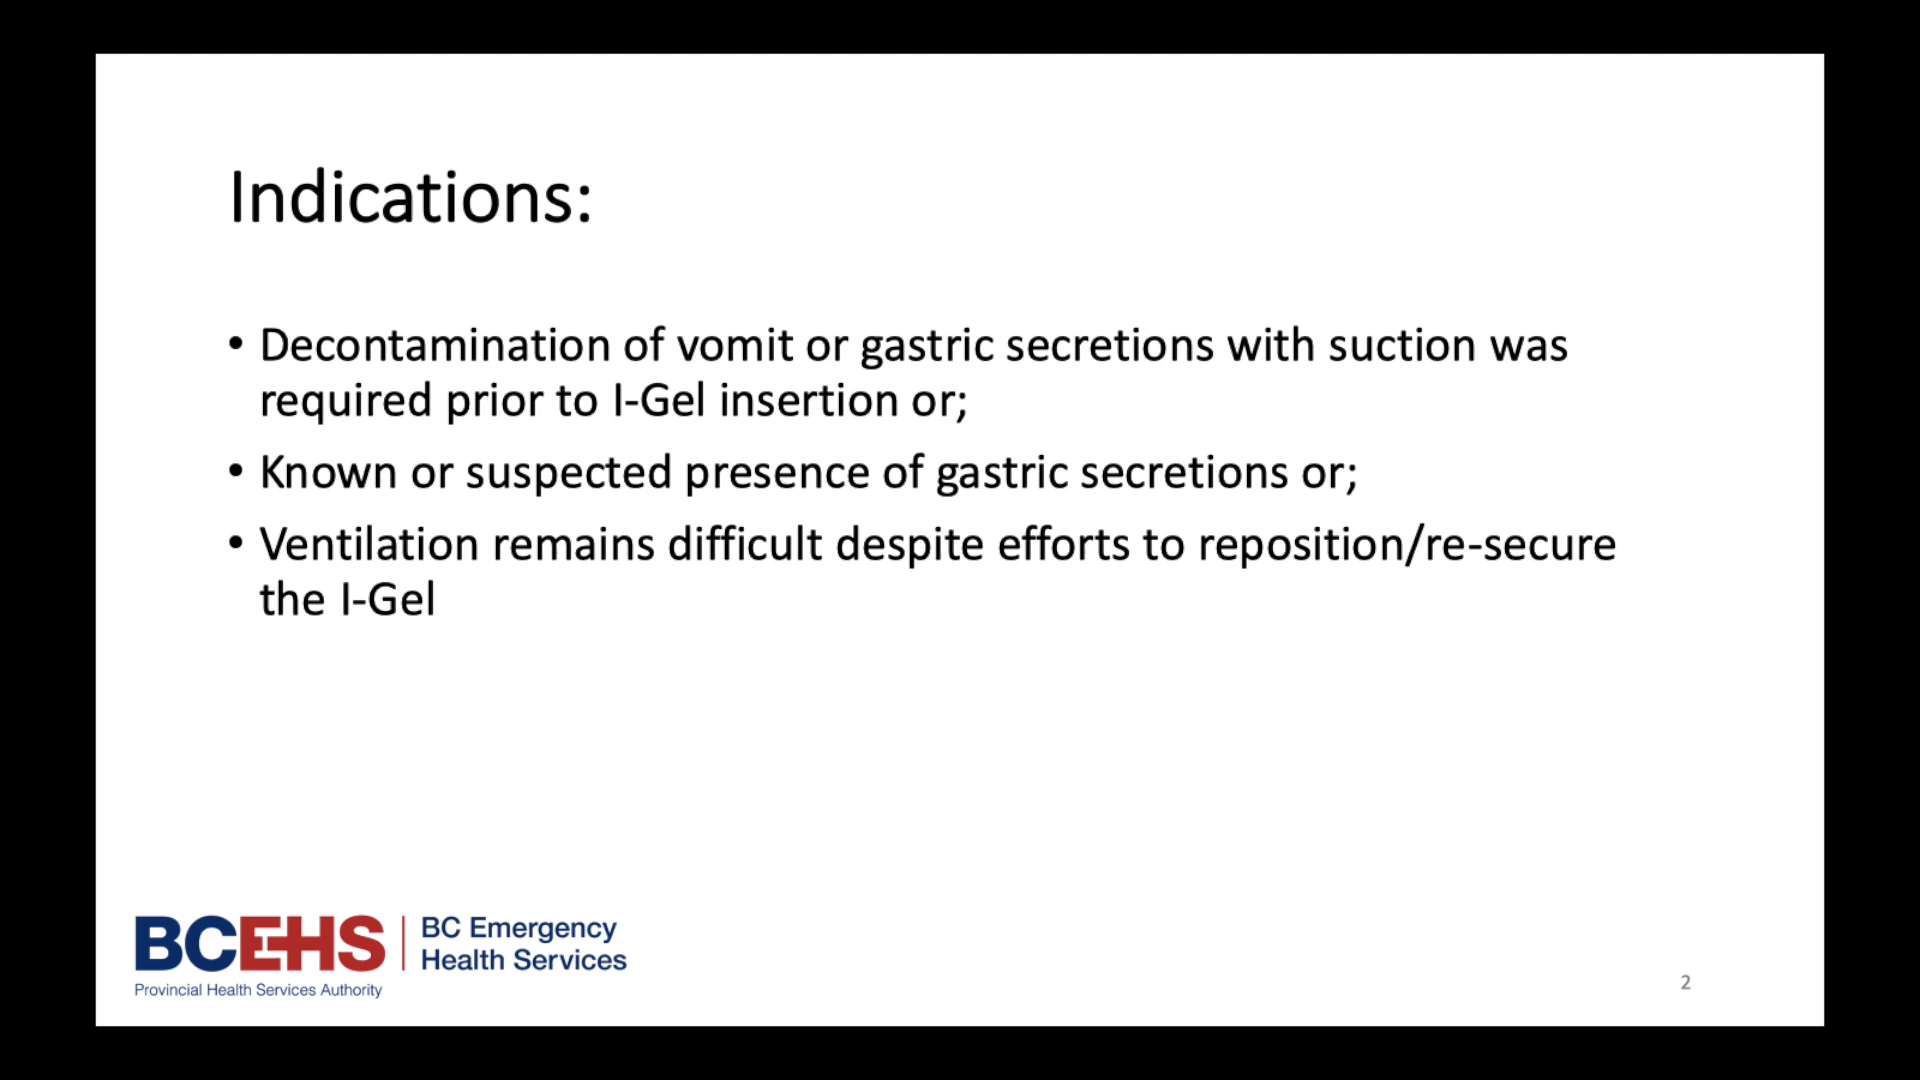 Indications:
• Decontamination of vomit or gastric secretions with suction was
required prior to I-Gel insertion or;
• Known or suspected presence of gastric secretions or;
• Ventilation remains difficult despite efforts to reposition/re-secure
the I-Gel
BCEHS
BC Emergency
Health Services
Provincial Health Services Authority
2